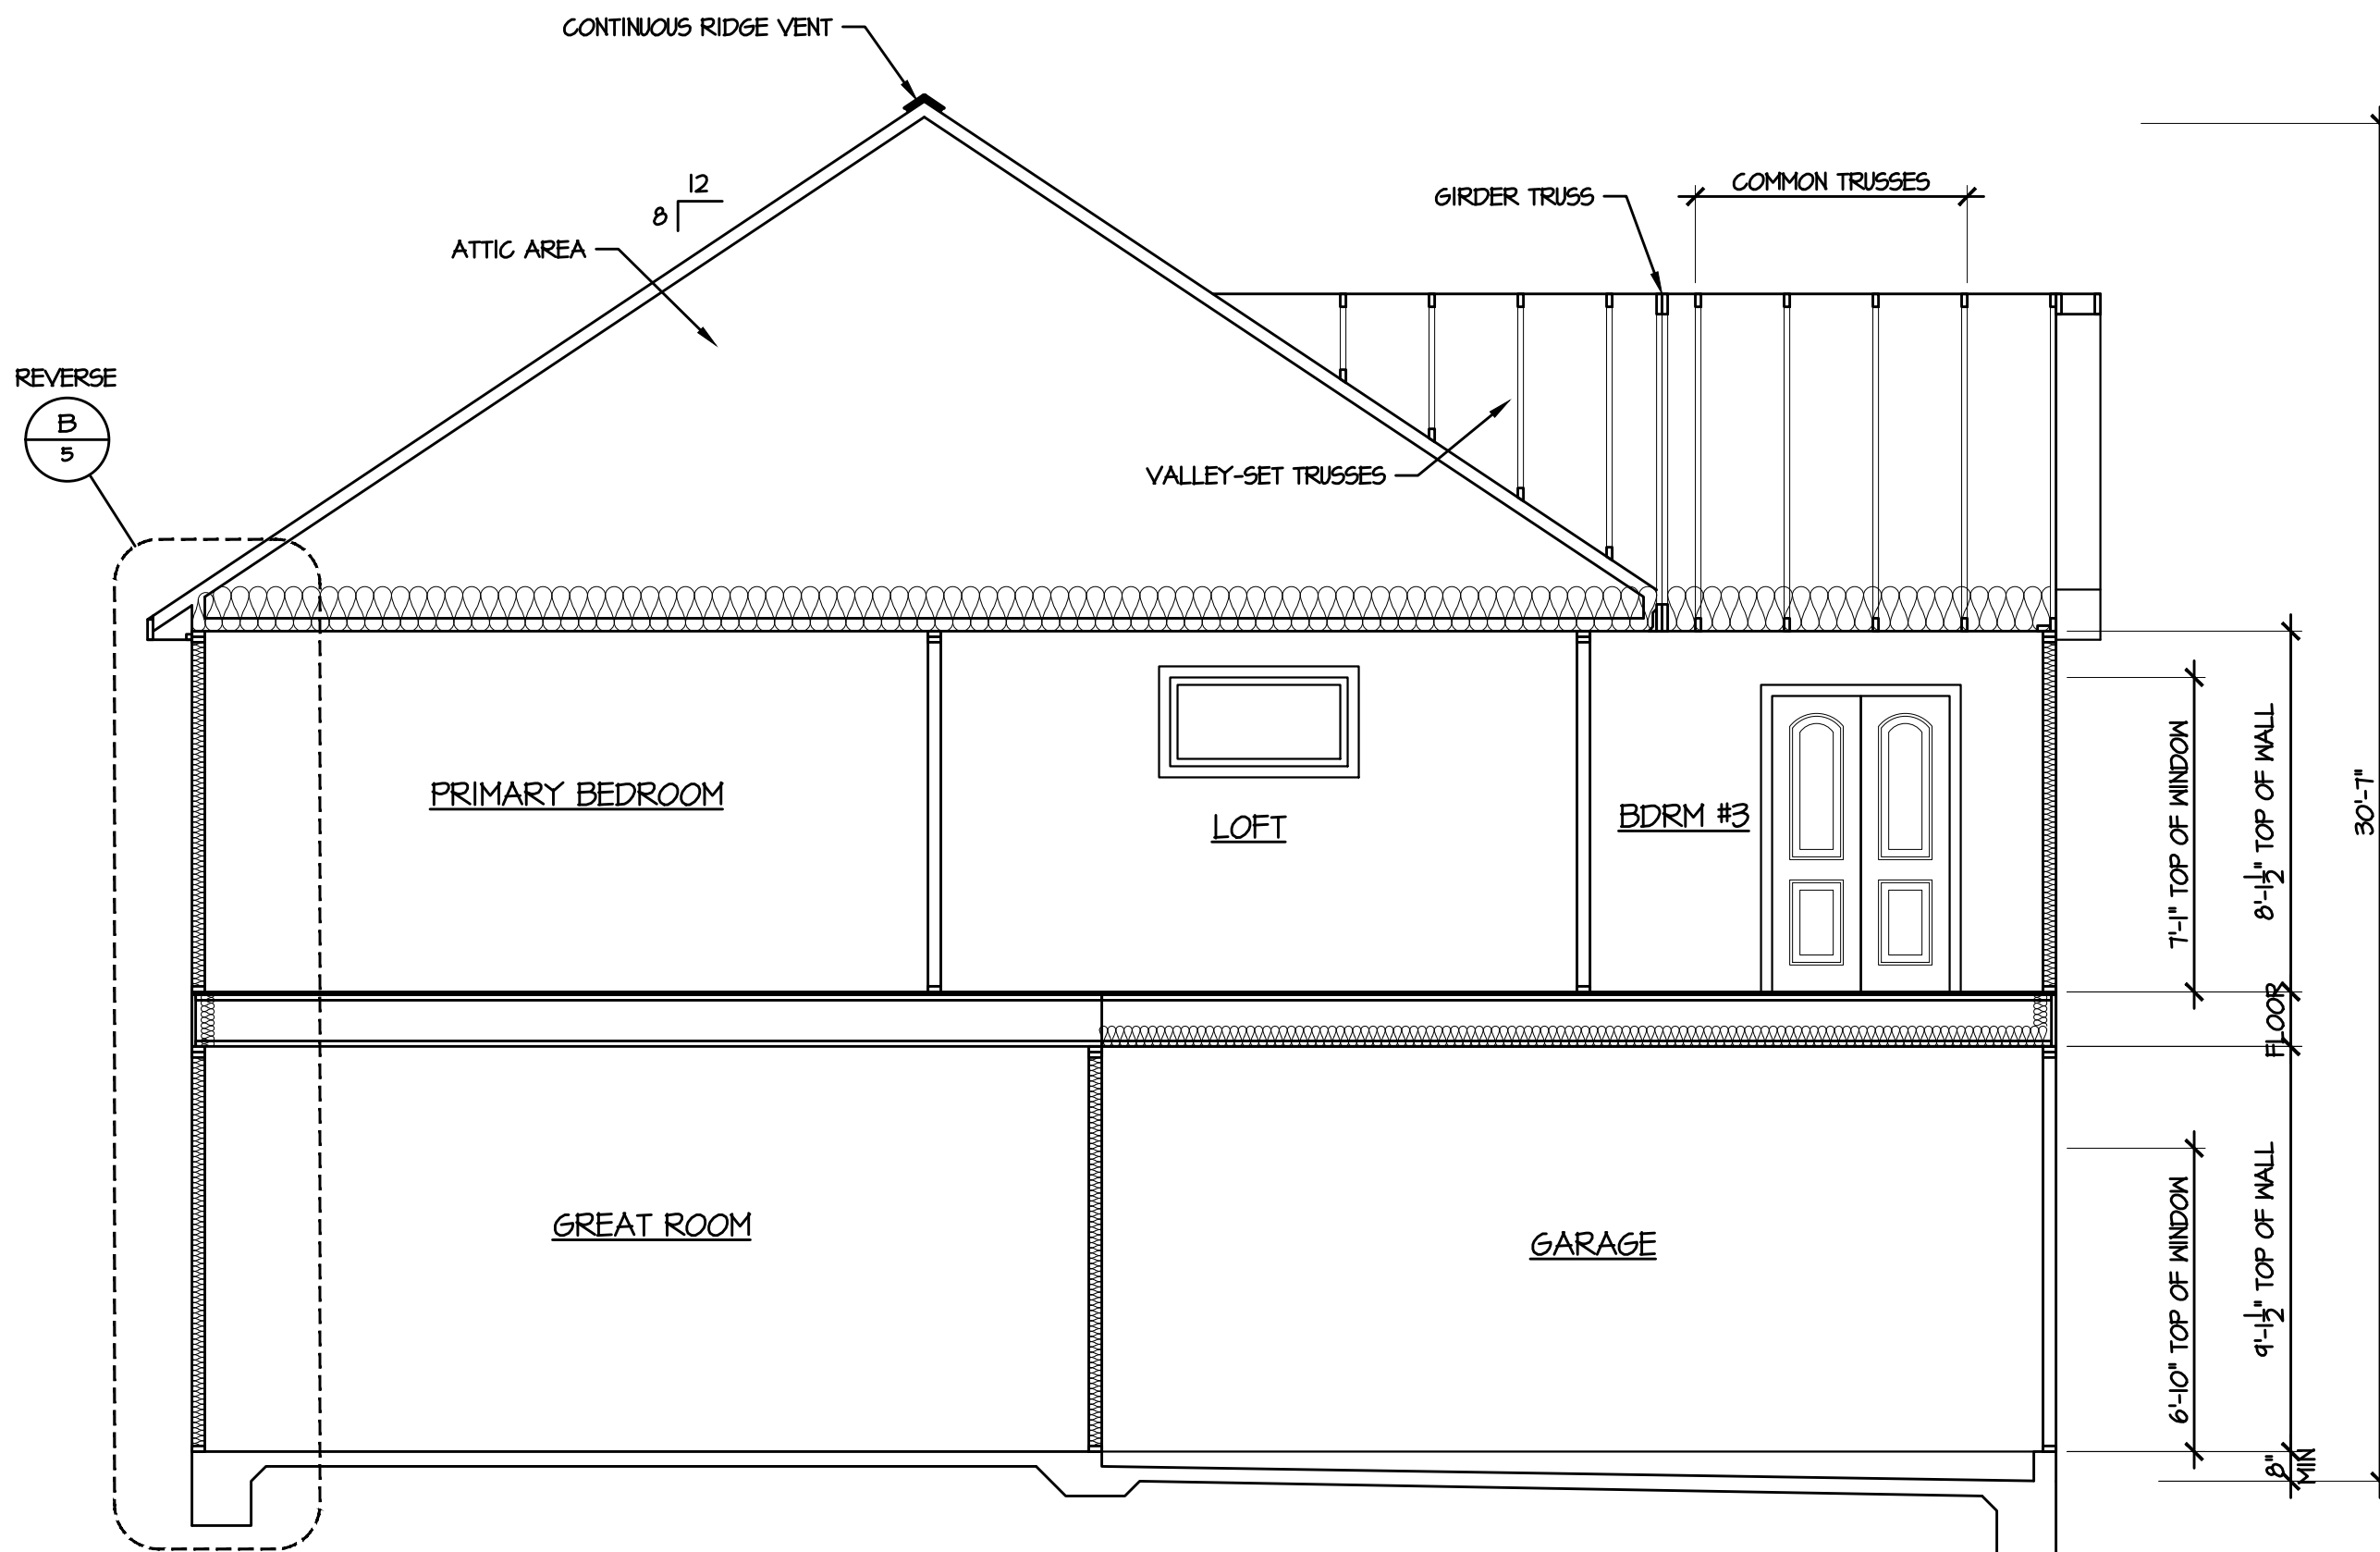 CONTINUOUS RIDGE VENT
12
8
COMMON TRUSSES
GIRDER TRUSS
ATTIC AREA
REVERSE
B
5
VALLEY-SET TRUSSES
PRIMARY BEDROOM
LOFT
BDRM #3
7'-1" TOP OF WINDOW
8'-1½" TOP OF WALL
30'-7"
FLOOR
GREAT ROOM
GARAGE
6'-10" TOP OF WINDOW
9'-1½" TOP OF WALL
8"
MIN